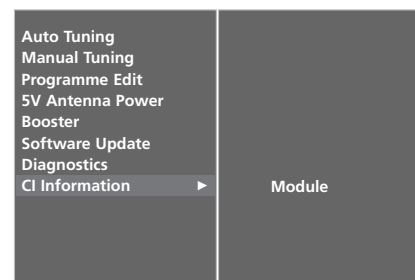 Auto Tuning
Manual Tuning
Programme Edit
5V Antenna Power
Booster
Software Update
Diagnostics
CI Information ► Module